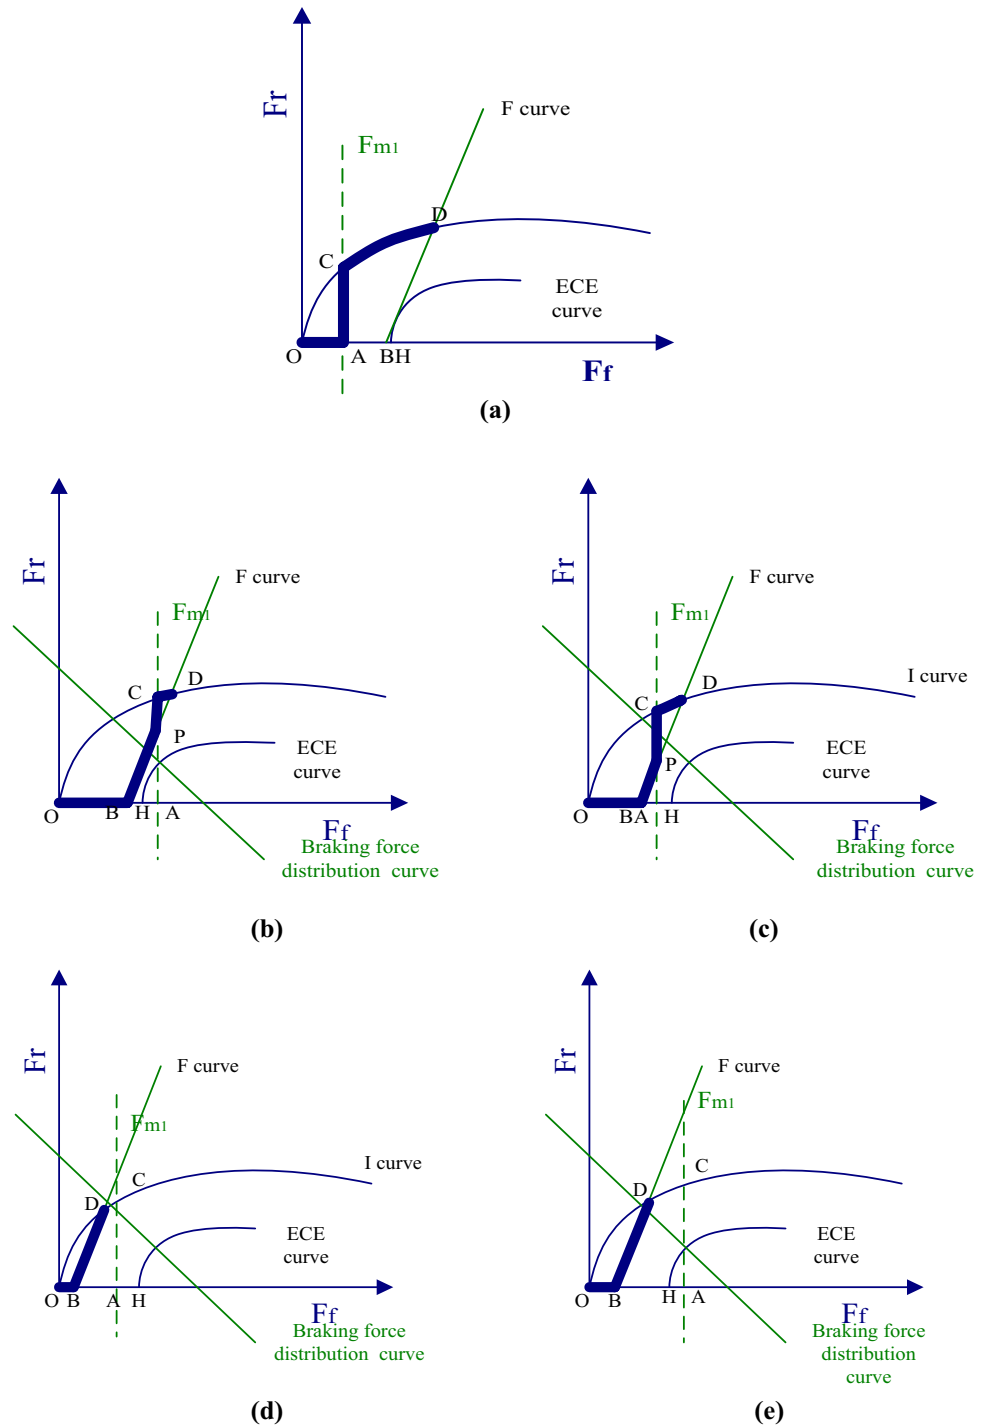 Fr
F curve
Fm1
D
C
ECE
curve
O
A
BH
Ff
(a)
Fr
F curve
Fm1
C
D
P
ECE
curve
O
B
H
A
Ff
Braking force
distribution curve
(b)
Fr
F curve
Fm1
I curve
D
C
P
ECE
curve
O
BA
H
Ff
Braking force
distribution curve
(c)
Fr
F curve
Fm1
I curve
C
D
ECE
curve
O
B
A
H
Ff
Braking force
distribution curve
(d)
Fr
F curve
Fm1
C
D
ECE
curve
O
B
H
A
Ff
Braking force
distribution
curve
(e)